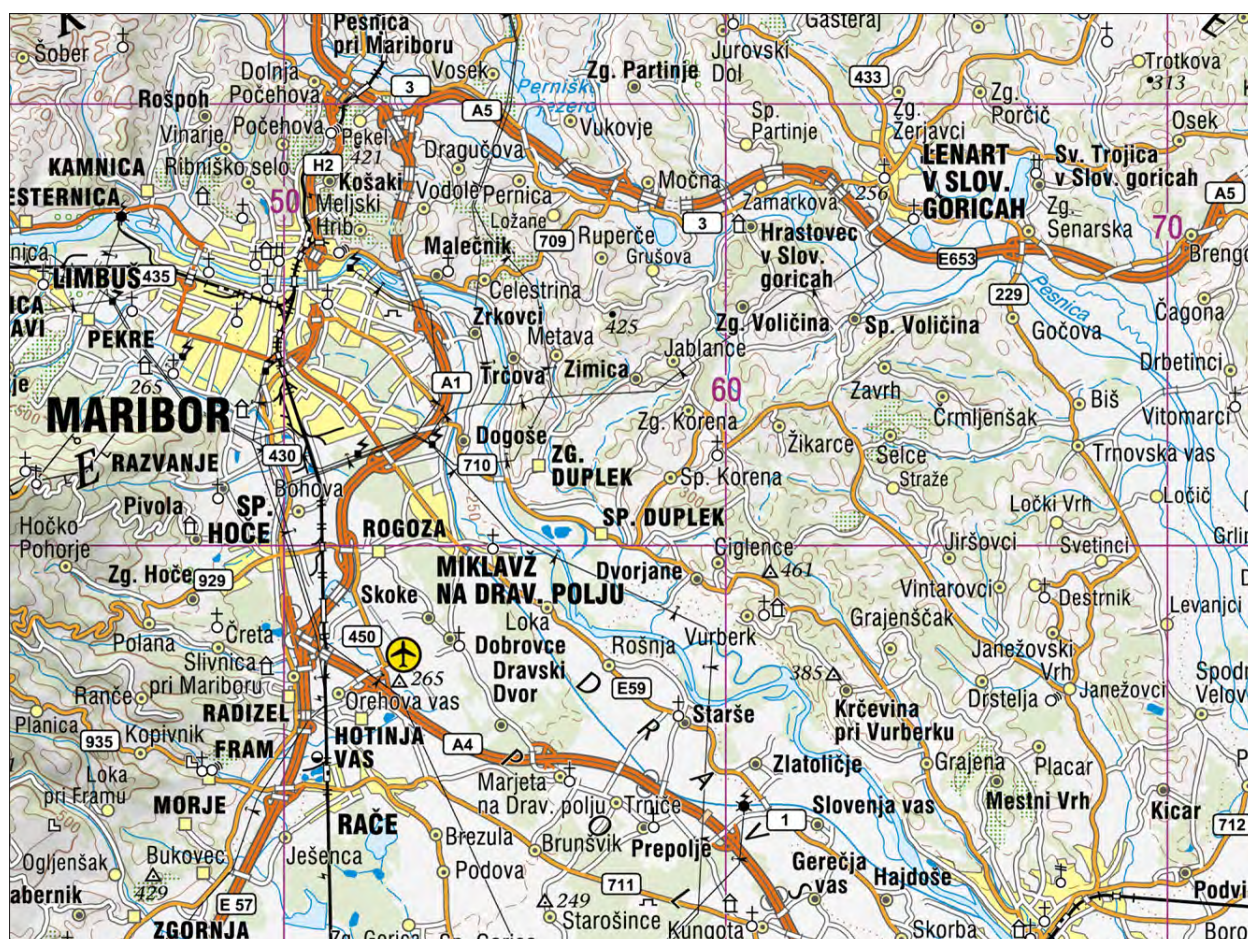 Šober
Pesnica
pri Mariboru
Dolnja
Počehova
Vosek
3
A5
Perniško
jezero
Zg. Partinje
Jurovski
Dol
Gasteraj
433
Trotkova
313
Rošpoh
Vinarje
Počehova
Pekel
421
Ribniško selo
H2
Dragučova
Vukovje
Sp.
Partinje
Zg.
Žerjavci
Zg.
Porčič
Osek
KAMNICA
50
Košaki
Meljski
Hrib
Vodole
Pernica
Ložane
Močna
3
Zamarkova
256
LENART
V SLOV.
GORICAH
Sv. Trojica
v Slov. goricah
A5
70
Zg.
Senarska
Malečnik
709
Ruperče
Grušova
Hrastovec
v Slov.
goricah
E653
229
Pesnica
LIMBUŠ
435
Celestrina
Zrkovci
425
Zg. Voličina
Sp. Voličina
Gočova
Čagona
PEKRE
265
Metava
Trčova
Zimica
Jablance
Drbetinci
MARIBOR
A1
60
Zavrh
Črmljenšak
Biš
Vitomarci
RAZVANJE
430
Dogoše
710
ZG.
DUPLEK
Zg. Korena
Žikarce
Selce
Straže
Trnovska vas
Pivola
Bohova
SP.
HOČE
250
Sp. Korena
300
Ločki Vrh
Ločič
Hočko
Pohorje
ROGOZA
SP. DUPLEK
Ciglence
461
Jiršovci
Svetinci
Zg. Hoče
929
Skoke
MIKLAVŽ
NA DRAV. POLJU
Dvorjane
Vintarovci
Destrnik
Levanjci
Polana
Čreta
450
Loka
Vurberk
Grajenščak
Slivnica
pri Mariboru
265
Dobrovce
Dravski
Dvor
Rošnja
385
Janežovski
Vrh
Ranče
Orehova vas
E59
Drstelja
Janežovci
RADIZEL
Starše
Krčevina
pri Vurberku
Planica
935
Kopivnik
FRAM
HOTINJA
VAS
A4
Loka
pri Framu
Marjeta
na Drav. polju
Zlatoličje
Grajena
Placar
MORJE
RAČE
Trniče
Slovenja vas
Mestni Vrh
Kicar
1
712
Ogljenšak
Bukovec
429
Ješenca
Brezula
Podova
Brunšvik
Prepolje
Gerečja
vas
Hajdoše
E 57
711
249
Starošince
Kungota
Skorba
ZGORNJA
Zg. Gorica
D R A V S
P O L